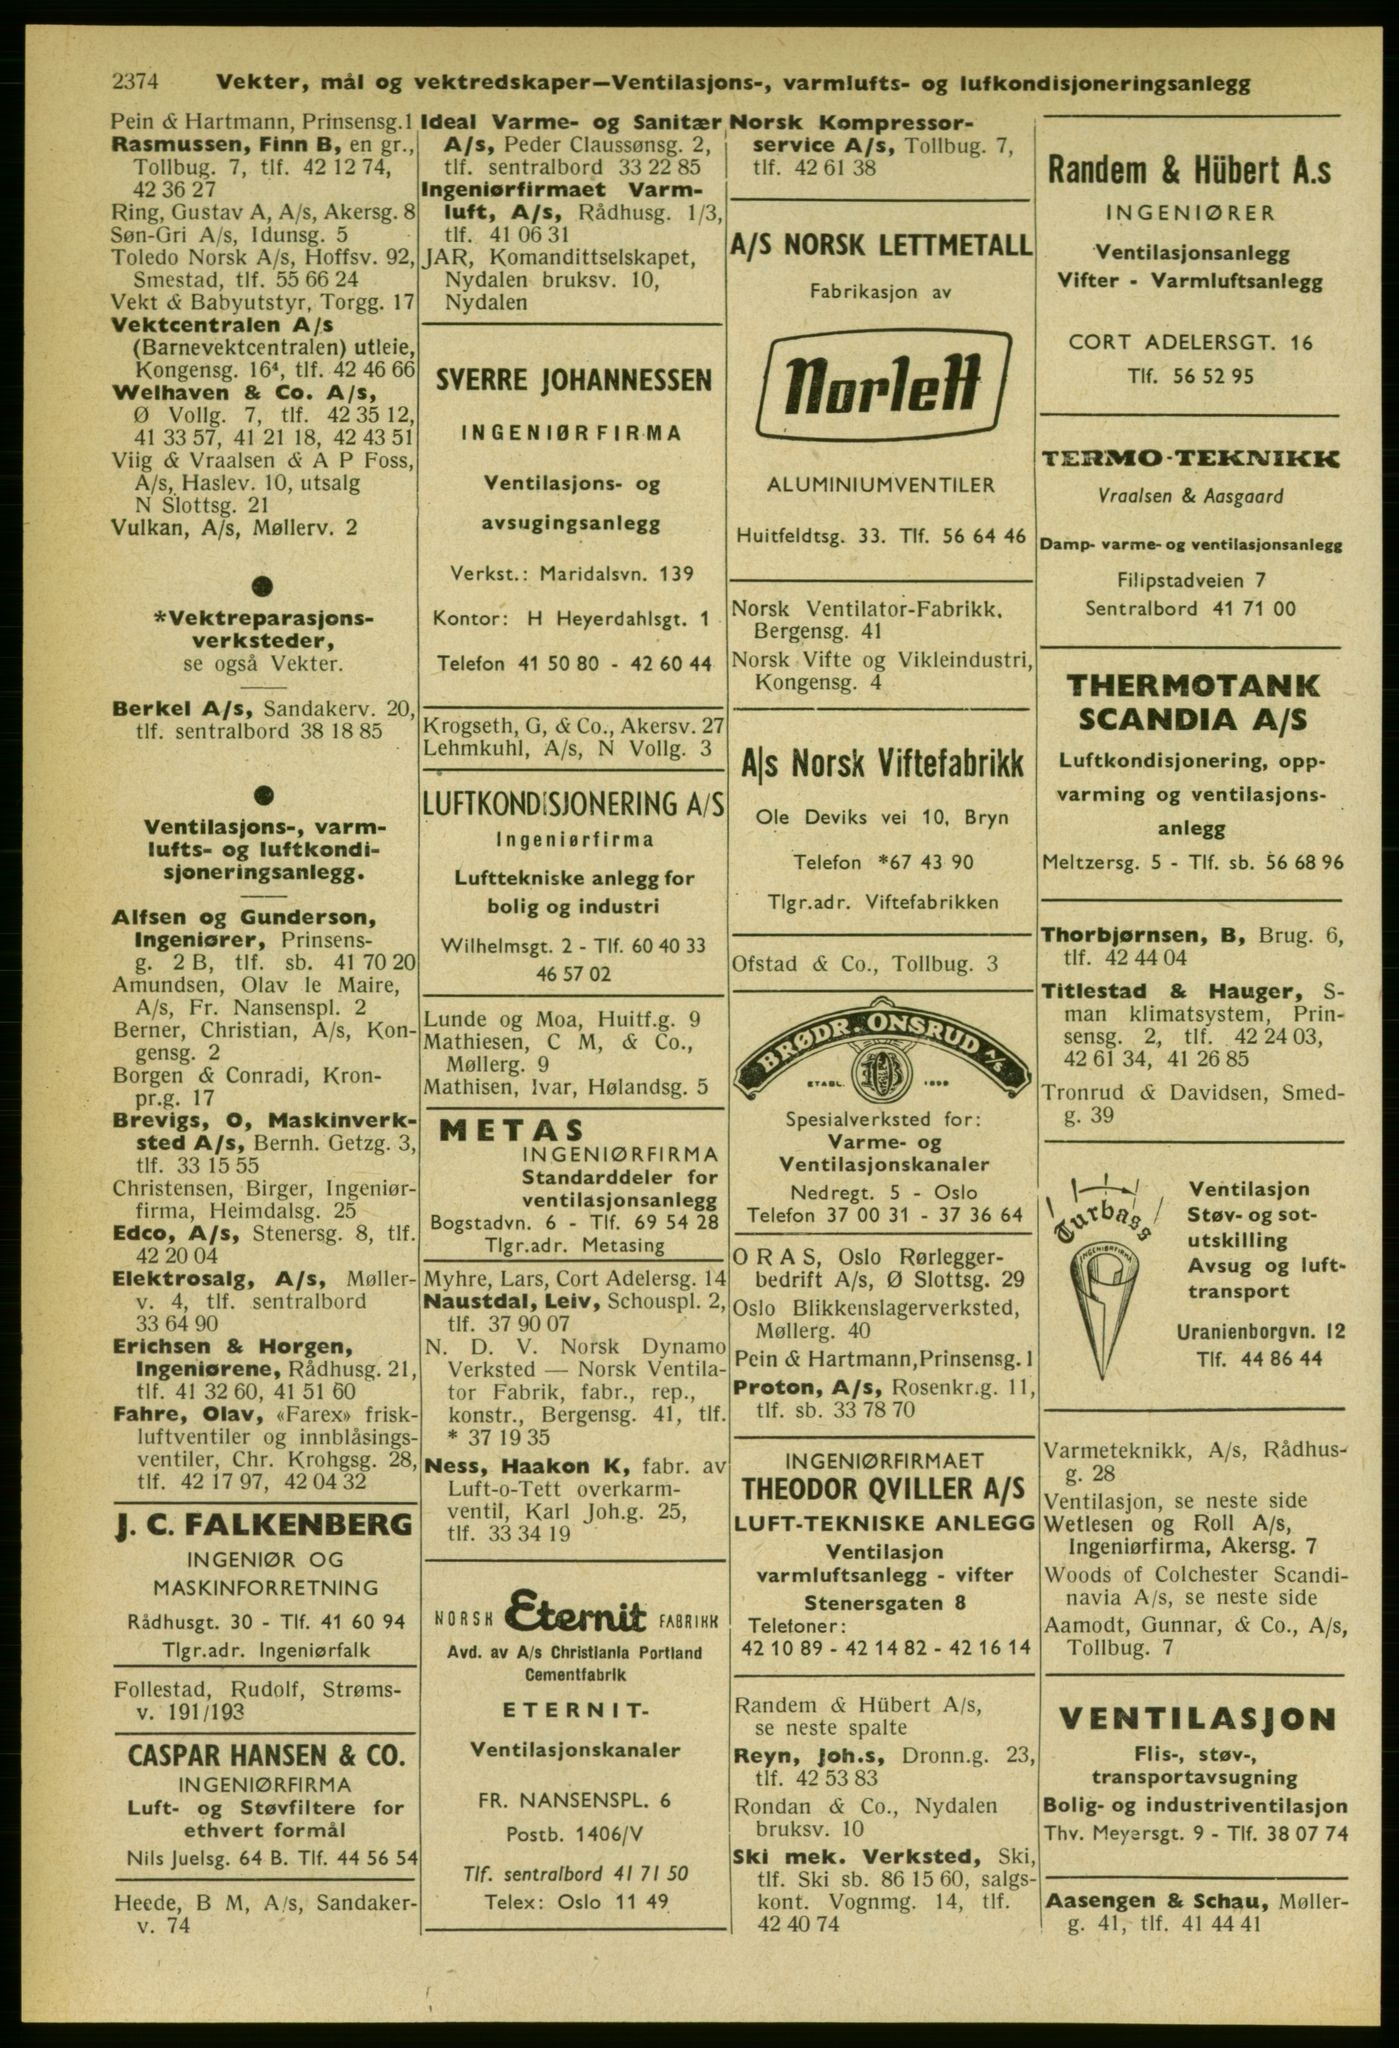 2374 Vekter, mål og vektredskaper—Ventilasjons-, varmlufts- og lufkondisjoneringsanlegg
Pein & Hartmann, Prinsensg.1
Rasmussen, Finn B, en gr.,
Tollbug. 7, tlf. 42 12 74,
42 36 27
Ring, Gustav A, A/s, Akersg. 8
Søn-Gri A/s, Idunsg. 5
Toledo Norsk A/s, Hoffsv. 92,
Smestad, tlf. 55 66 24
Vekt & Babyutstyr, Torgg. 17
Vektcentralen A/s
(Barnevektcentralen) utleie,
Kongensg. 16⁴, tlf. 42 46 66
Welhaven & Co. A/s,
Ø Vollg. 7, tlf. 42 35 12,
41 33 57, 41 21 18, 42 43 51
Viig & Vraalsen & A P Foss,
A/s, Haslev. 10, utsalg
N Slottsg. 21
Vulkan, A/s, Møllerv. 2
*Vektreparasjons-
verksteder,
se også Vekter.
Berkel A/s, Sandakerv. 20,
tlf. sentralbord 38 18 85
Ventilasjons-, varm-
lufts- og luftkondi-
sjoneringsanlegg.
Alfsen og Gunderson,
Ingeniører, Prinsens-
g. 2 B, tlf. sb. 41 70 20
Amundsen, Olav le Maire,
A/s, Fr. Nansenspl. 2
Berner, Christian, A/s, Kon-
gensg. 2
Borgen & Conradi, Kron-
pr.g. 17
Brevigs, O, Maskinverk-
sted A/s, Bernh. Getzg. 3,
tlf. 33 15 55
Christensen, Birger, Ingeniør-
firma, Heimdalsg. 25
Edco, A/s, Stenersg. 8, tlf.
42 20 04
Elektrosalg, A/s, Møller-
v. 4, tlf. sentralbord
33 64 90
Erichsen & Horgen,
Ingeniørene, Rådhusg. 21,
tlf. 41 32 60, 41 51 60
Fahre, Olav, «Farex» frisk-
luftventiler og innblåsings-
ventiler, Chr. Krohgsg. 28,
tlf. 42 17 97, 42 04 32
J. C. FALKENBERG
INGENIØR OG
MASKINFORRETNING
Rådhusgt. 30 - Tlf. 41 60 94
Tlgr.adr. Ingeniørfalk
Follestad, Rudolf, Strøms-
v. 191/193
CASPAR HANSEN & CO.
INGENIØRFIRMA
Luft- og Støvfiltere for
ethvert formål
Nils Juelsg. 64 B. Tlf. 44 56 54
Heede, B M, A/s, Sandaker-
v. 74
Ideal Varme- og Sanitær
A/s, Peder Claussønsg. 2,
tlf. sentralbord 33 22 85
Ingeniørfirmaet Varm-
luft, A/s, Rådhusg. 1/3,
tlf. 41 06 31
JAR, Komandittselskapet,
Nydalen bruksv. 10,
Nydalen
SVERRE JOHANNESSEN
INGENIØRFIRMA
Ventilasjons- og
avsugingsanlegg
Verkst.: Maridalsvn. 139
Kontor: H Heyerdahlsgt. 1
Telefon 41 50 80 - 42 60 44
Krogseth, G, & Co., Akersv. 27
Lehmkuhl, A/s, N Vollg. 3
LUFTKONDISJONERING A/S
Ingeniørfirma
Lufttekniske anlegg for
bolig og industri
Wilhelmsgt. 2 - Tlf. 60 40 33
46 57 02
Lunde og Moa, Huitf.g. 9
Mathiesen, C M, & Co.,
Møllerg. 9
Mathisen, Ivar, Hølandsg. 5
METAS
INGENIØRFIRMA
Standarddeler for
ventilasjonsanlegg
Bogstadvn. 6 - Tlf. 69 54 28
Tlgr.adr. Metasing
Myhre, Lars, Cort Adelersg. 14
Naustdal, Leiv, Schouspl. 2,
tlf. 37 90 07
N. D. V. Norsk Dynamo
Verksted — Norsk Ventila-
tor Fabrik, fabr., rep.,
konstr., Bergensg. 41, tlf.
* 37 19 35
Ness, Haakon K, fabr. av
Luft-o-Tett overkarm-
ventil, Karl Joh.g. 25,
tlf. 33 34 19
NORSK Eternit FABRIKK
Avd. av A/s Christiania Portland
Cementfabrik
ETERNIT-
Ventilasjonskanaler
FR. NANSENSPL. 6
Postb. 1406/V
Tlf. sentralbord 41 71 50
Telex: Oslo 11 49
Norsk Kompressor-
service A/s, Tollbug. 7,
tlf. 42 61 38
A/S NORSK LETTMETALL
Fabrikasjon av
Norlett
ALUMINIUMVENTILER
Huitfeldtsg. 33. Tlf. 56 64 46
Norsk Ventilator-Fabrikk,
Bergensg. 41
Norsk Vifte og Vikleindustri,
Kongensg. 4
A/s Norsk Viftefabrikk
Ole Deviks vei 10, Bryn
Telefon *67 43 90
Tlgr.adr. Viftefabrikken
Ofstad & Co., Tollbug. 3
BRØDR. ONSRUD A/S
ETABL. 1898
Spesialverksted for:
Varme- og
Ventilasjonskanaler
Nedregt. 5 - Oslo
Telefon 37 00 31 - 37 36 64
O R A S, Oslo Rørlegger-
bedrift A/s, Ø Slottsg. 29
Oslo Blikkenslagerverksted,
Møllerg. 40
Pein & Hartmann, Prinsensg. 1
Proton, A/s, Rosenkr.g. 11,
tlf. sb. 33 78 70
INGENIØRFIRMAET
THEODOR QVILLER A/S
LUFT-TEKNISKE ANLEGG
Ventilasjon
varmluftsanlegg - vifter
Stenersgaten 8
Telefoner:
42 10 89 - 42 14 82 - 42 16 14
Randem & Hübert A/s,
se neste spalte
Reyn, Joh.s, Dronn.g. 23,
tlf. 42 53 83
Rondan & Co., Nydalen
bruksv. 10
Ski mek. Verksted, Ski,
tlf. Ski sb. 86 15 60, salgs-
kont. Vognmg. 14, tlf.
42 40 74
Randem & Hübert A.s
INGENIØRER
Ventilasjonsanlegg
Vifter - Varmluftsanlegg
CORT ADELERSGT. 16
Tlf. 56 52 95
TERMO-TEKNIKK
Vraalsen & Aasgaard
Damp- varme- og ventilasjonsanlegg
Filipstadveien 7
Sentralbord 41 71 00
THERMOTANK
SCANDIA A/S
Luftkondisjonering, opp-
varming og ventilasjons-
anlegg
Meltzersg. 5 - Tlf. sb. 56 68 96
Thorbjørnsen, B, Brug. 6,
tlf. 42 44 04
Titlestad & Hauger, S-
man klimatsystem, Prin-
sensg. 2, tlf. 42 24 03,
42 61 34, 41 26 85
Tronrud & Davidsen, Smed-
g. 39
Turbass
INGENIØRFIRMA
Ventilasjon
Støv- og sot-
utskilling
Avsug og luft-
transport
Uranienborgvn. 12
Tlf. 44 86 44
Varmeteknikk, A/s, Rådhus-
g. 28
Ventilasjon, se neste side
Wetlesen og Roll A/s,
Ingeniørfirma, Akersg. 7
Woods of Colchester Scandi-
navia A/s, se neste side
Aamodt, Gunnar, & Co., A/s,
Tollbug. 7
VENTILASJON
Flis-, støv-,
transportavsugning
Bolig- og industriventilasjon
Thv. Meyersgt. 9 - Tlf. 38 07 74
Aasengen & Schau, Møller-
g. 41, tlf. 41 44 41